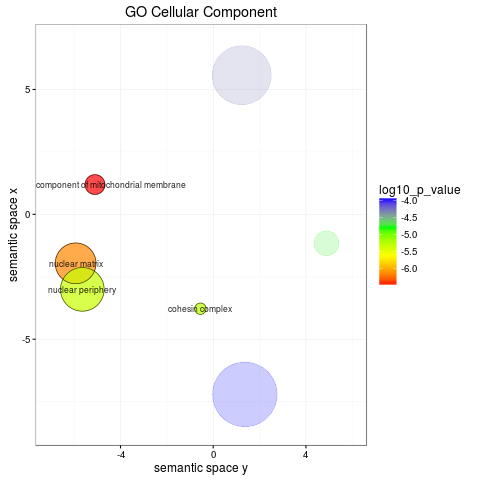 GO Cellular Component
semantic space x
5
0
-5
component of mitochondrial membrane
nuclear matrix
nuclear periphery
cohesin complex
-4
0
4
semantic space y
log10_p_value
-4.0
-4.5
-5.0
-5.5
-6.0